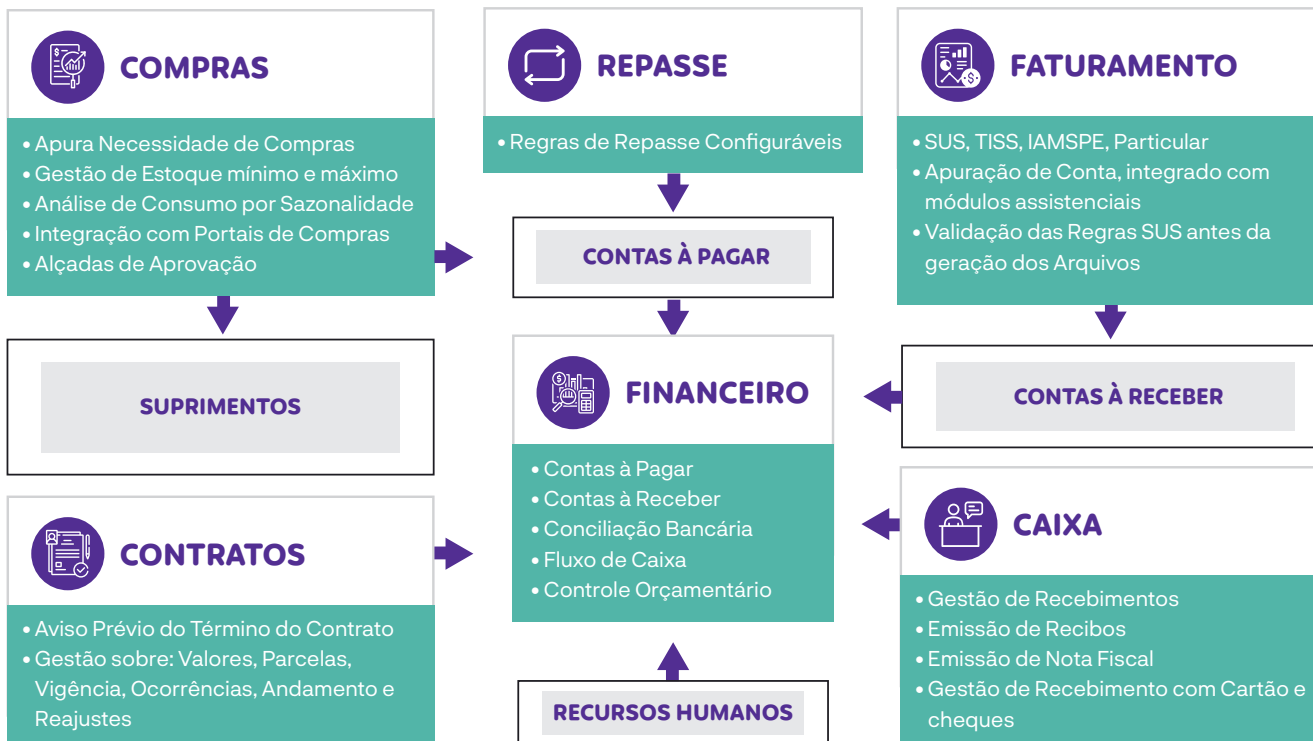 COMPRAS
• Apura Necessidade de Compras
• Gestão de Estoque mínimo e máximo
• Análise de Consumo por Sazonalidade
• Integração com Portais de Compras
• Alçadas de Aprovação
REPASSE
• Regras de Repasse Configuráveis
CONTAS À PAGAR
FATURAMENTO
• SUS, TISS, IAMSPE, Particular
• Apuração de Conta, integrado com
módulos assistenciais
• Validação das Regras SUS antes da
geração dos Arquivos
SUPRIMENTOS
FINANCEIRO
• Contas à Pagar
• Contas à Receber
• Conciliação Bancária
• Fluxo de Caixa
• Controle Orçamentário
CONTAS À RECEBER
CONTRATOS
• Aviso Prévio do Término do Contrato
• Gestão sobre: Valores, Parcelas,
Vigência, Ocorrências, Andamento e
Reajustes
RECURSOS HUMANOS
CAIXA
• Gestão de Recebimentos
• Emissão de Recibos
• Emissão de Nota Fiscal
• Gestão de Recebimento com Cartão e
cheques